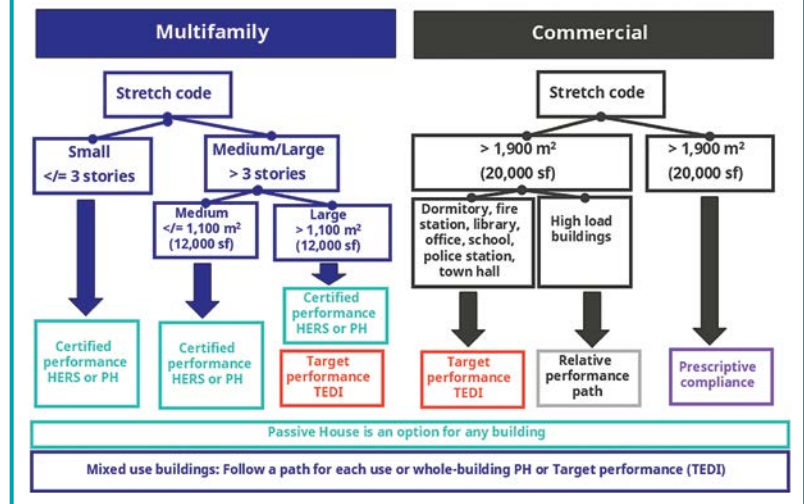 Multifamily
Commercial
Stretch code
Stretch code
Small
</= 3 stories
Medium/Large
> 3 stories
> 1,900 m²
(20,000 sf)
> 1,900 m²
(20,000 sf)
Medium
</= 1,100 m²
(12,000 sf)
Large
> 1,100 m²
(12,000 sf)
Dormitory, fire
station, library,
office, school,
police station,
town hall
High load
buildings
Certified
performance
HERS or PH
Certified
performance
HERS or PH
Certified
performance
HERS or PH
Target
performance
TEDI
Target
performance
TEDI
Relative
performance
path
Prescriptive
compliance
Passive House is an option for any building
Mixed use buildings: Follow a path for each use or whole-building PH or Target performance (TEDI)